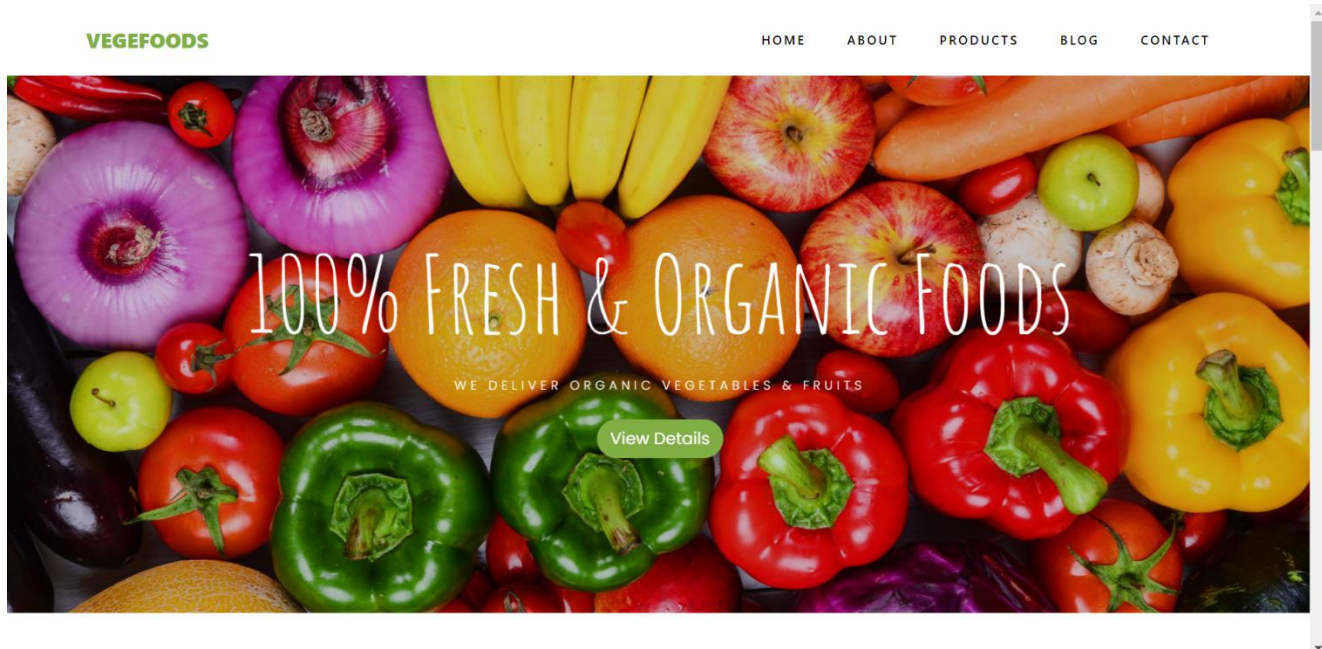 VEGEFOODS
HOME ABOUT PRODUCTS BLOG CONTACT
100% FRESH & ORGANIC FOODS
WE DELIVER ORGANIC VEGETABLES & FRUITS
View Details